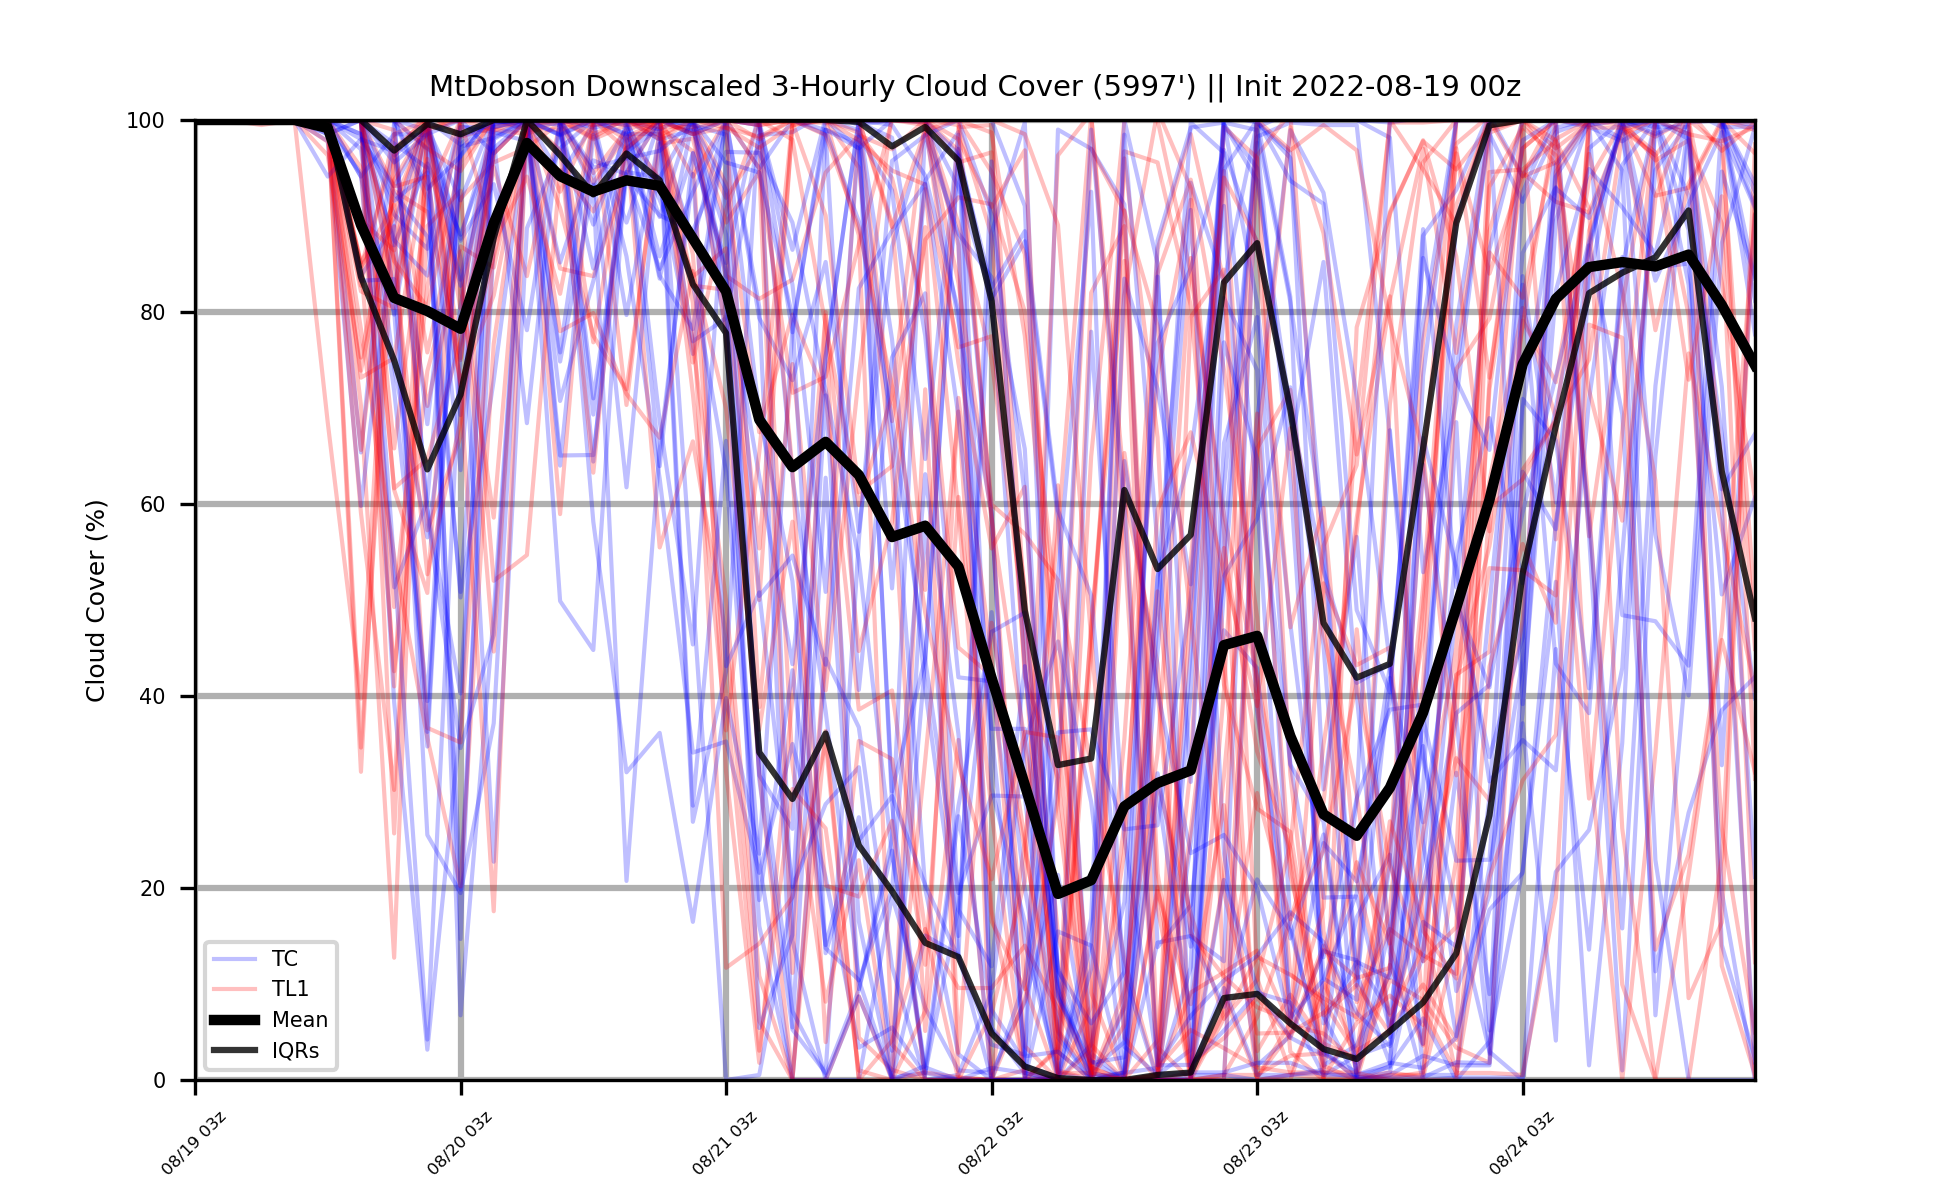 MtDobson Downscaled 3-Hourly Cloud Cover (5997') || Init 2022-08-19 00z
Cloud Cover (%)
100
80
60
40
20
0
TC
TL1
Mean
IQRs
08/19 03z
08/20 03z
08/21 03z
08/22 03z
08/23 03z
08/24 03z